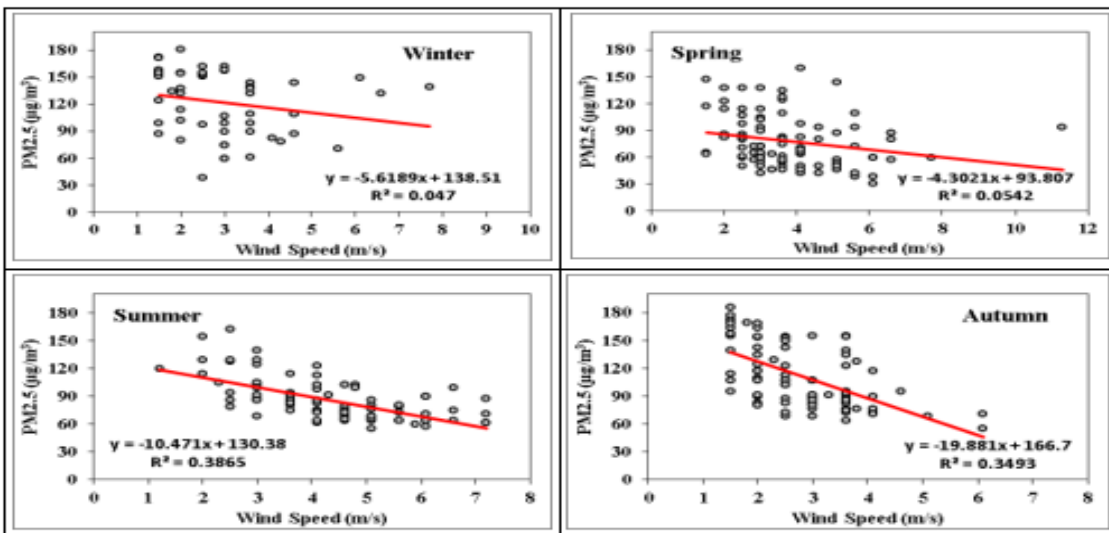 Winter
PM2.5 (µg/m³)
180
150
120
90
60
30
0
y = -5.6189x + 138.51
R² = 0.047
0 1 2 3 4 5 6 7 8 9 10
Wind Speed (m/s)
Spring
PM2.5 (µg/m³)
180
150
120
90
60
30
0
y = -4.3021x + 93.807
R² = 0.0542
0 2 4 6 8 10 12
Wind Speed (m/s)
Summer
PM2.5 (µg/m³)
180
150
120
90
60
30
0
y = -10.471x + 130.38
R² = 0.3865
0 1 2 3 4 5 6 7 8
Wind Speed (m/s)
Autumn
PM2.5 (µg/m³)
180
150
120
90
60
30
0
y = -19.881x + 166.7
R² = 0.3493
0 1 2 3 4 5 6 7 8
Wind Speed (m/s)